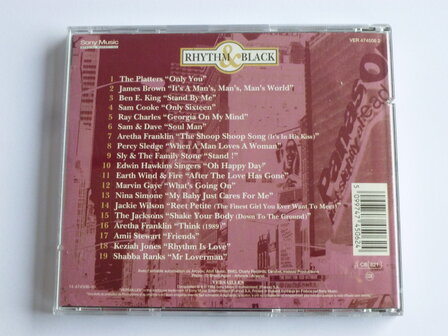 Sony Music
RHYTHM & BLACK
VER 474506 2
1 The Platters "Only You"
2 James Brown "It's A Man's, Man's, Man's World"
3 Ben E. King "Stand By Me"
4 Sam Cooke "Only Sixteen"
5 Ray Charles "Georgia On My Mind"
6 Sam & Dave "Soul Man"
7 Aretha Franklin "The Shoop Shoop Song (It's In His Kiss)"
8 Percy Sledge "When A Man Loves A Woman"
9 Sly & The Family Stone "Stand !"
10 Edwin Hawkins Singers "Oh Happy Day"
11 Earth Wind & Fire "After The Love Has Gone"
12 Marvin Gaye "What's Going On"
13 Nina Simone "My Baby Just Cares For Me"
14 Jackie Wilson "Reet Petite (The Finest Girl You Ever Want To Meet)"
15 The Jacksons "Shake Your Body (Down To The Ground)"
16 Aretha Franklin "Think (1989)"
17 Amii Stewart "Friends"
18 Keziah Jones "Rhythm Is Love"
19 Shabba Ranks "Mr Loverman"
5 099747 450624
VERSAILLES